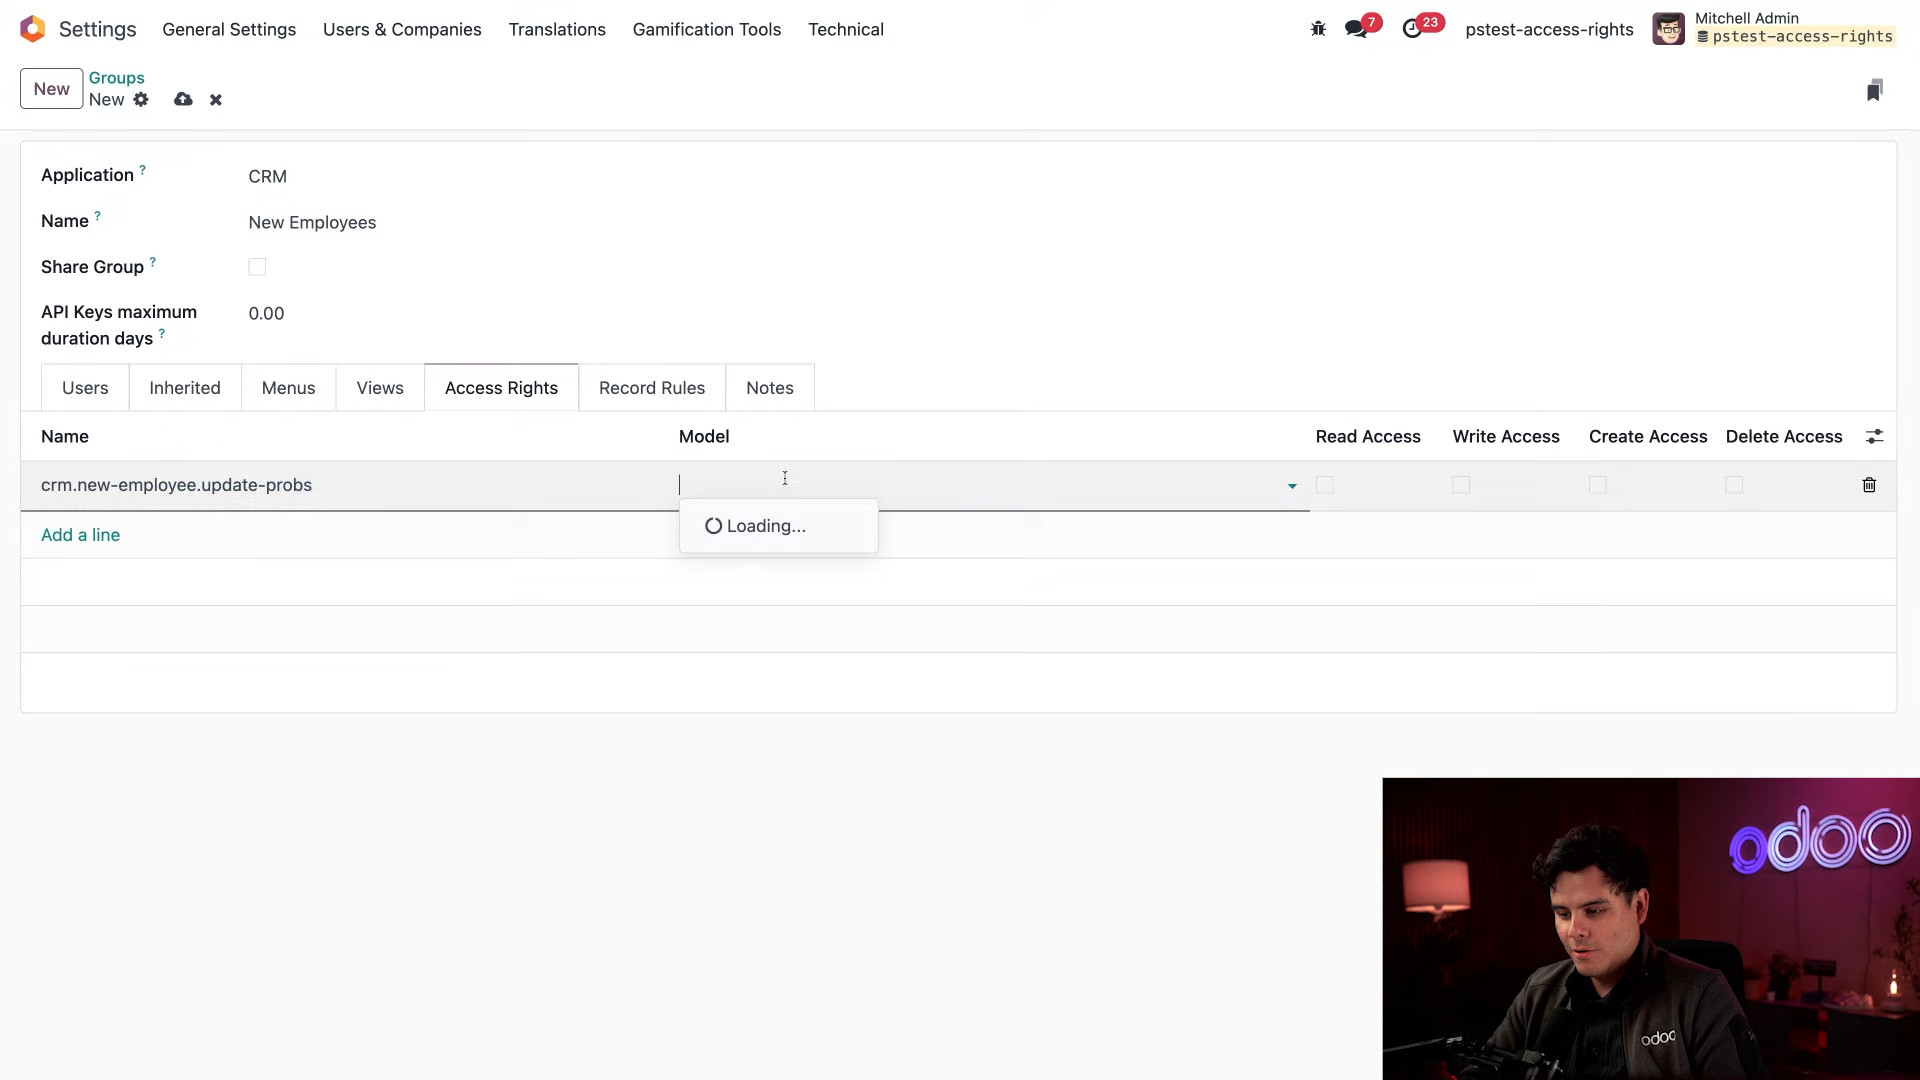 Settings General Settings Users & Companies Translations Gamification Tools Technical 7 23 pstest-access-rights Mitchell Admin
pstest-access-rights
New Groups
New
Application ? CRM
Name ? New Employees
Share Group ?
API Keys maximum 0.00
duration days ?
Users Inherited Menus Views Access Rights Record Rules Notes
Name Model Read Access Write Access Create Access Delete Access
crm.new-employee.update-probs
Loading...
Add a line
odoo
odoo